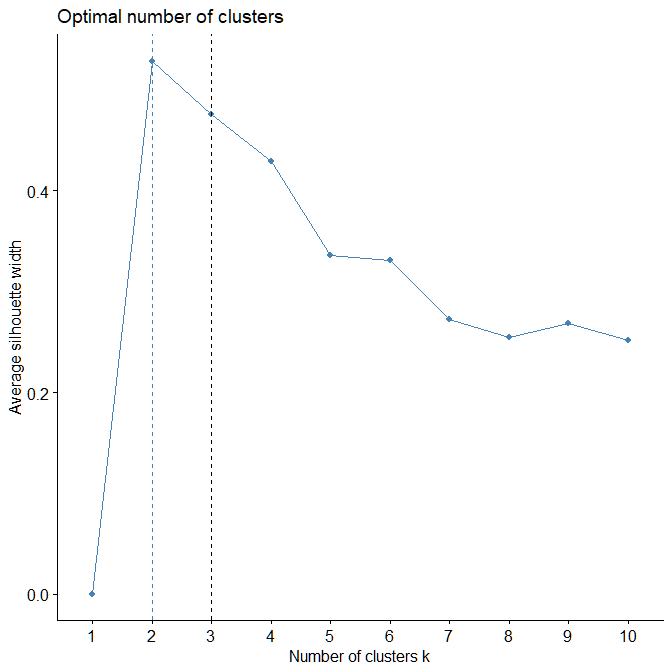 Optimal number of clusters
Average silhouette width
0.4
0.2
0.0
1 2 3 4 5 6 7 8 9 10
Number of clusters k